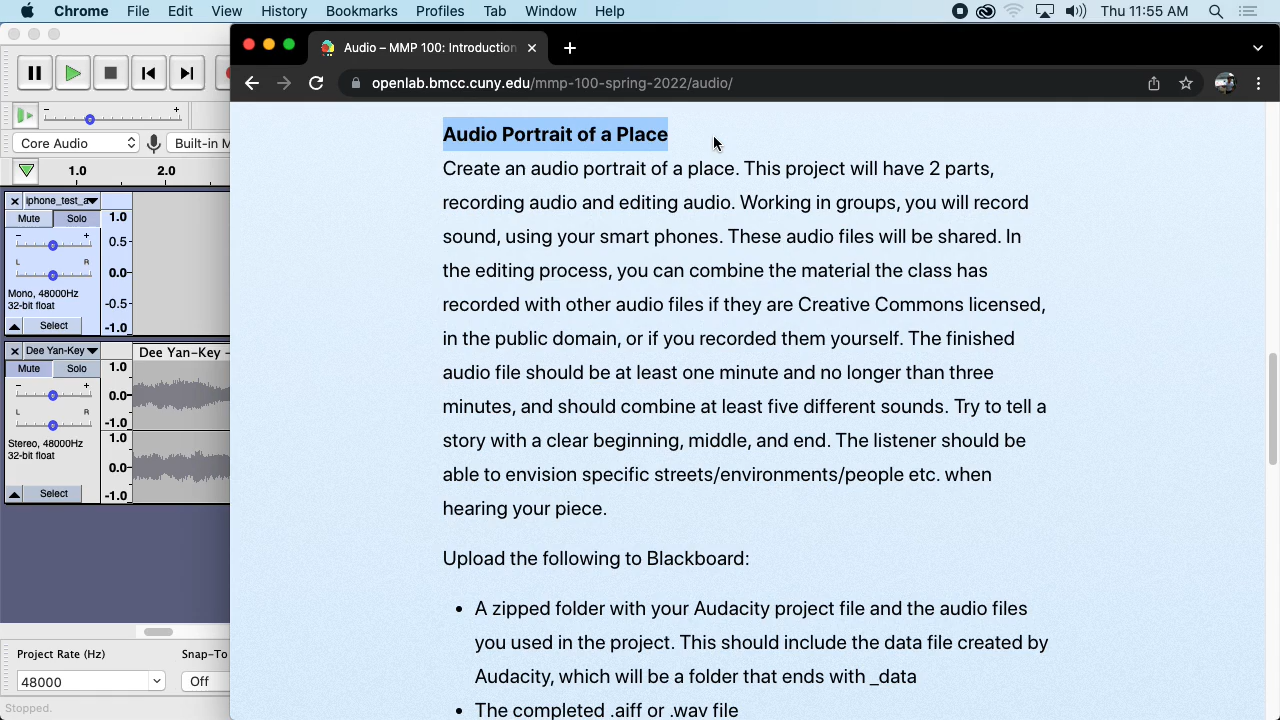 Chrome File Edit View History Bookmarks Profiles Tab Window Help Thu 11:55 AM
Audio – MMP 100: Introduction
openlab.bmcc.cuny.edu/mmp-100-spring-2022/audio/
Core Audio Built-in M
1.0 2.0
iphone_test_a
Mute Solo
1.0
0.5
0.0
-0.5
-1.0
- +
L R
Mono, 48000Hz
32-bit float
Select
Dee Yan-Key Dee Yan-Key -
Mute Solo
1.0
0.0
-1.0
1.0
0.0
-1.0
- +
L R
Stereo, 48000Hz
32-bit float
Select
Project Rate (Hz) Snap-To
48000 Off
Stopped.
Audio Portrait of a Place
Create an audio portrait of a place. This project will have 2 parts,
recording audio and editing audio. Working in groups, you will record
sound, using your smart phones. These audio files will be shared. In
the editing process, you can combine the material the class has
recorded with other audio files if they are Creative Commons licensed,
in the public domain, or if you recorded them yourself. The finished
audio file should be at least one minute and no longer than three
minutes, and should combine at least five different sounds. Try to tell a
story with a clear beginning, middle, and end. The listener should be
able to envision specific streets/environments/people etc. when
hearing your piece.
Upload the following to Blackboard:
• A zipped folder with your Audacity project file and the audio files
you used in the project. This should include the data file created by
Audacity, which will be a folder that ends with _data
• The completed .aiff or .wav file